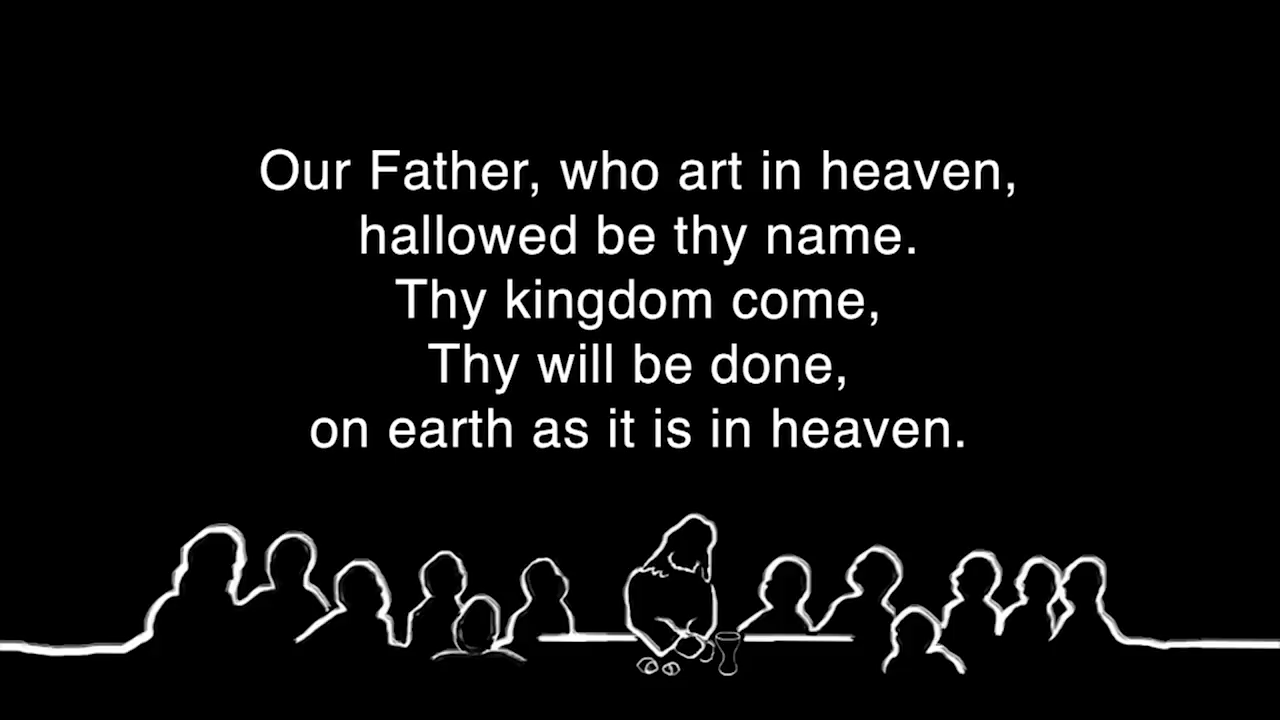 Our Father, who art in heaven,
hallowed be thy name.
Thy kingdom come,
Thy will be done,
on earth as it is in heaven.